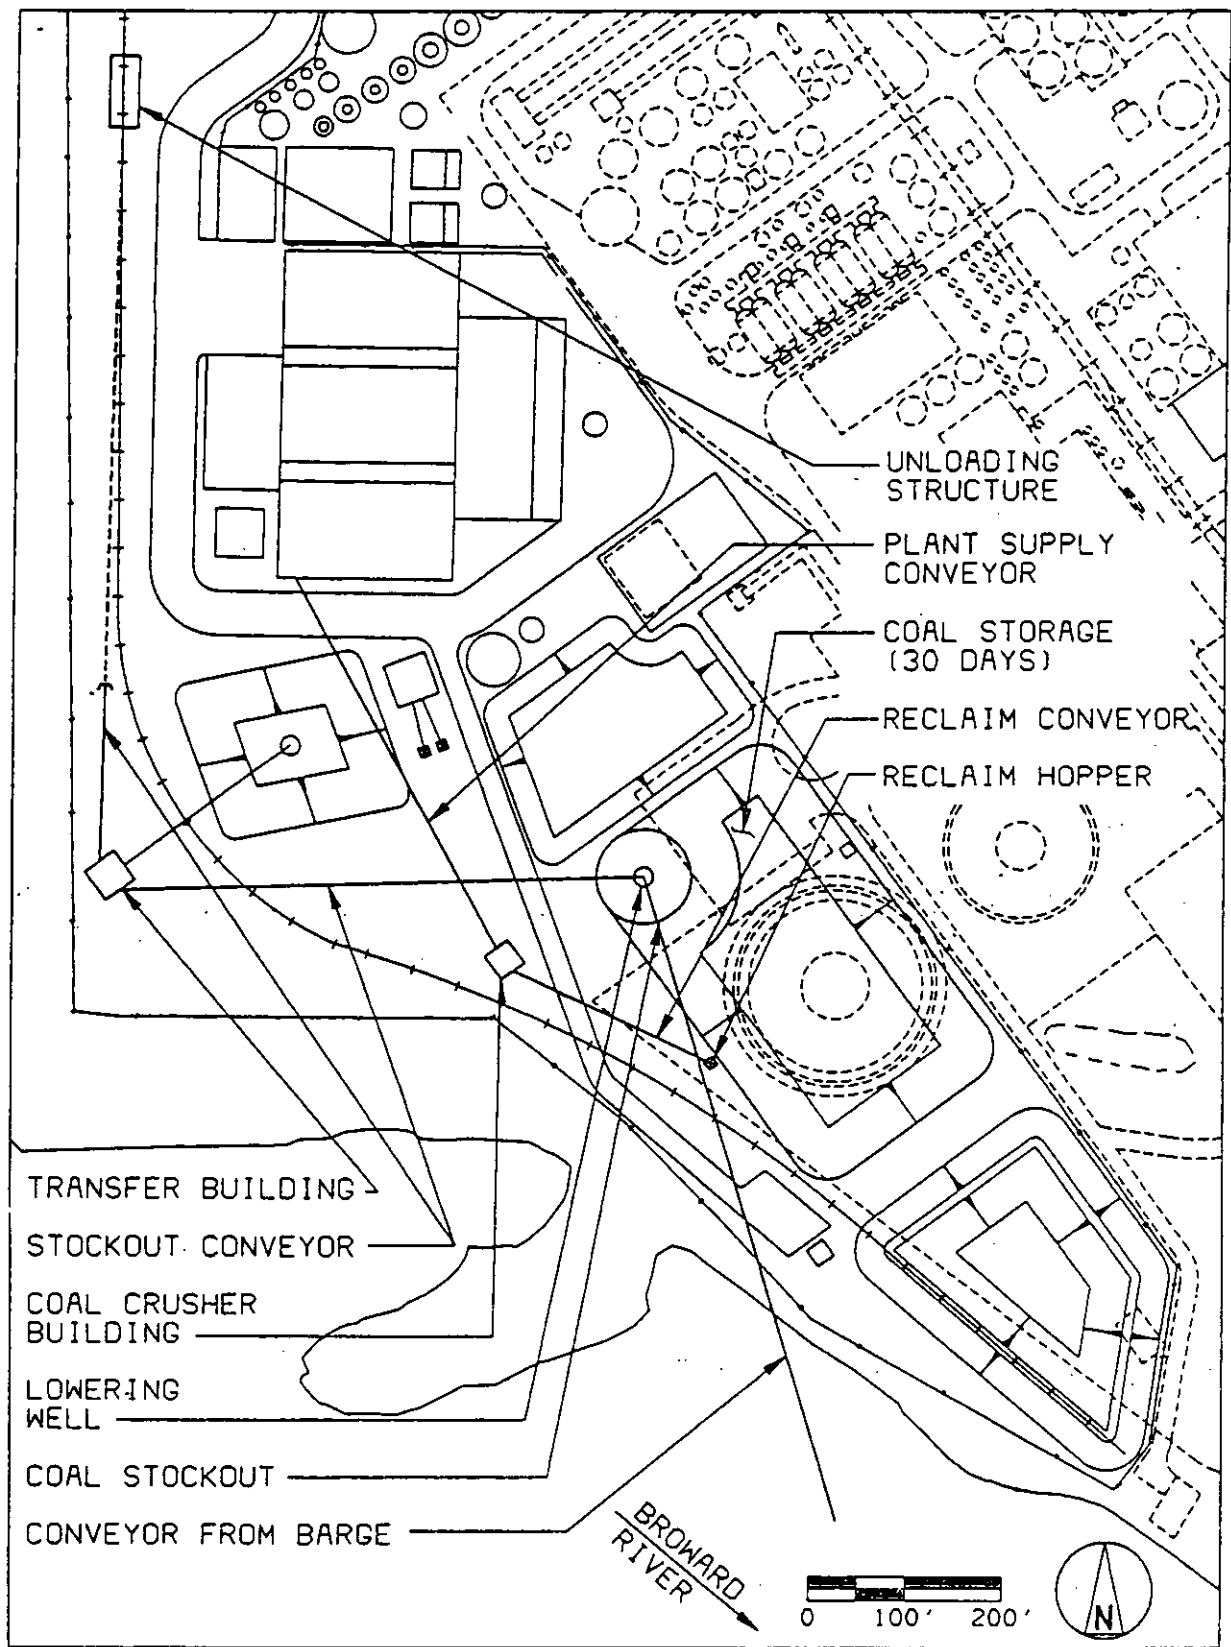 UNLOADING
STRUCTURE
PLANT SUPPLY
CONVEYOR
COAL STORAGE
(30 DAYS)
RECLAIM CONVEYOR
RECLAIM HOPPER
TRANSFER BUILDING
STOCKOUT CONVEYOR
COAL CRUSHER
BUILDING
LOWERING
WELL
COAL STOCKOUT
CONVEYOR FROM BARGE
BROWARD
RIVER
0 100' 200'
N